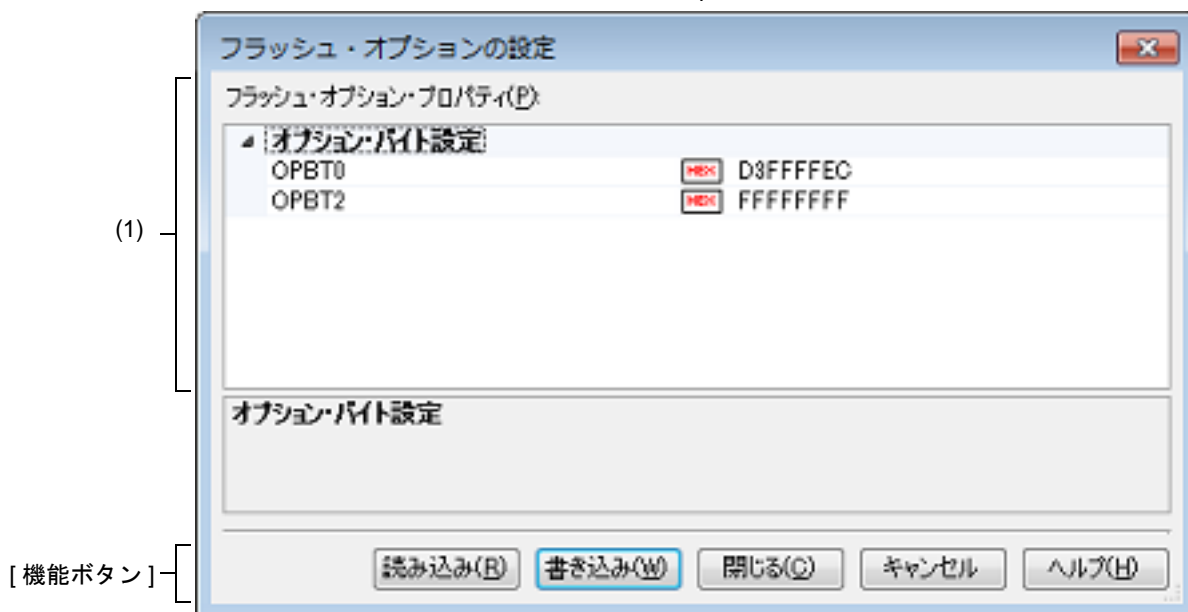 フラッシュ・オプションの設定
フラッシュ・オプション・プロパティ(P):
オプション・バイト設定
OPBT0 HEX D3FFFFEC
OPBT2 HEX FFFFFFFF
(1)
オプション・バイト設定
[ 機能ボタン ]
読み込み(R) 書き込み(W) 閉じる(C) キャンセル ヘルプ(H)